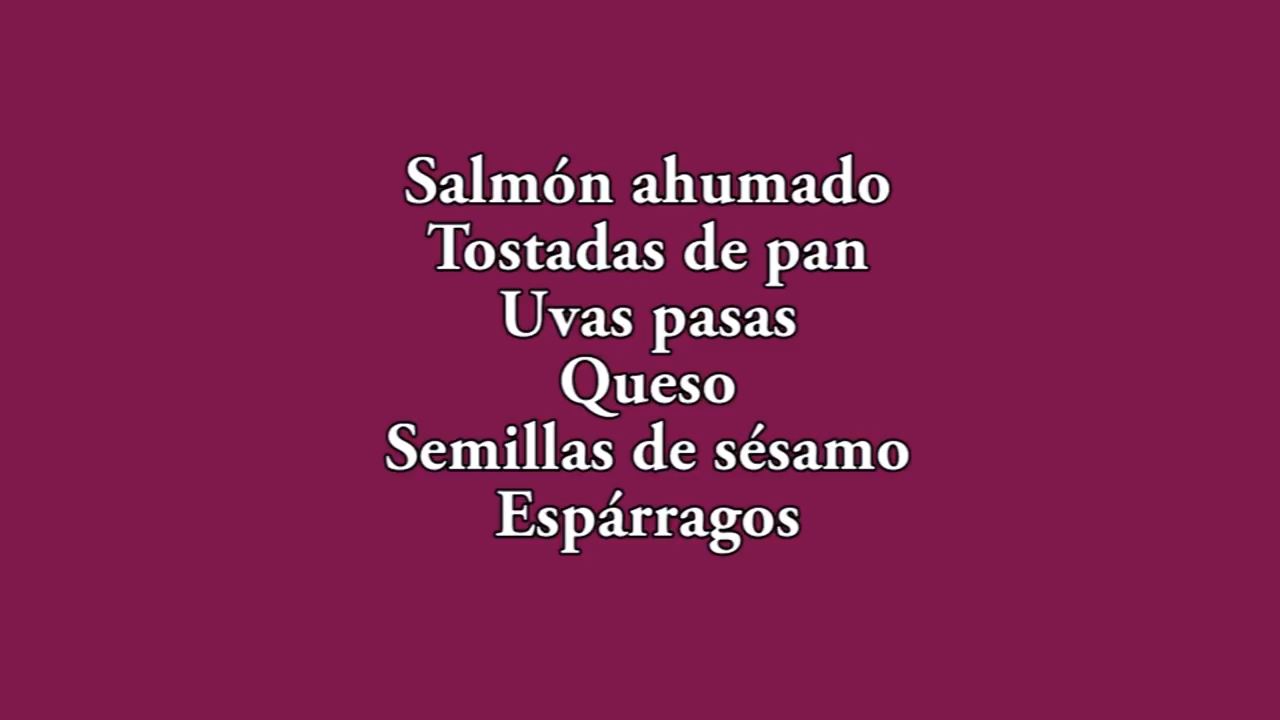 Salmón ahumado
Tostadas de pan
Uvas pasas
Queso
Semillas de sésamo
Espárragos